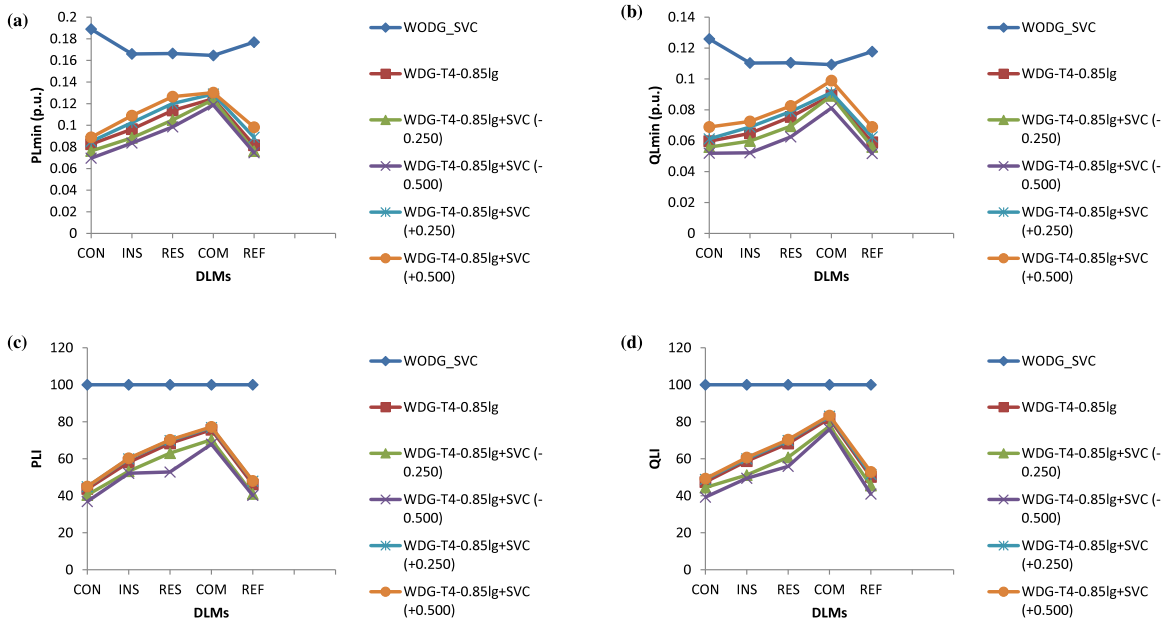 (a)
PLmin (p.u.)
0.2
0.18
0.16
0.14
0.12
0.1
0.08
0.06
0.04
0.02
0
CON INS RES COM REF
DLMs
WODG_SVC
WDG-T4-0.85lg
WDG-T4-0.85lg+SVC (-
0.250)
WDG-T4-0.85lg+SVC (-
0.500)
WDG-T4-0.85lg+SVC
(+0.250)
WDG-T4-0.85lg+SVC
(+0.500)
(b)
QLmin (p.u.)
0.14
0.12
0.1
0.08
0.06
0.04
0.02
0
CON INS RES COM REF
DLMs
WODG_SVC
WDG-T4-0.85lg
WDG-T4-0.85lg+SVC (-
0.250)
WDG-T4-0.85lg+SVC (-
0.500)
WDG-T4-0.85lg+SVC
(+0.250)
WDG-T4-0.85lg+SVC
(+0.500)
(c)
PLI
120
100
80
60
40
20
0
CON INS RES COM REF
DLMs
WODG_SVC
WDG-T4-0.85lg
WDG-T4-0.85lg+SVC (-
0.250)
WDG-T4-0.85lg+SVC (-
0.500)
WDG-T4-0.85lg+SVC
(+0.250)
WDG-T4-0.85lg+SVC
(+0.500)
(d)
QLI
120
100
80
60
40
20
0
CON INS RES COM REF
DLMs
WODG_SVC
WDG-T4-0.85lg
WDG-T4-0.85lg+SVC (-
0.250)
WDG-T4-0.85lg+SVC (-
0.500)
WDG-T4-0.85lg+SVC
(+0.250)
WDG-T4-0.85lg+SVC
(+0.500)